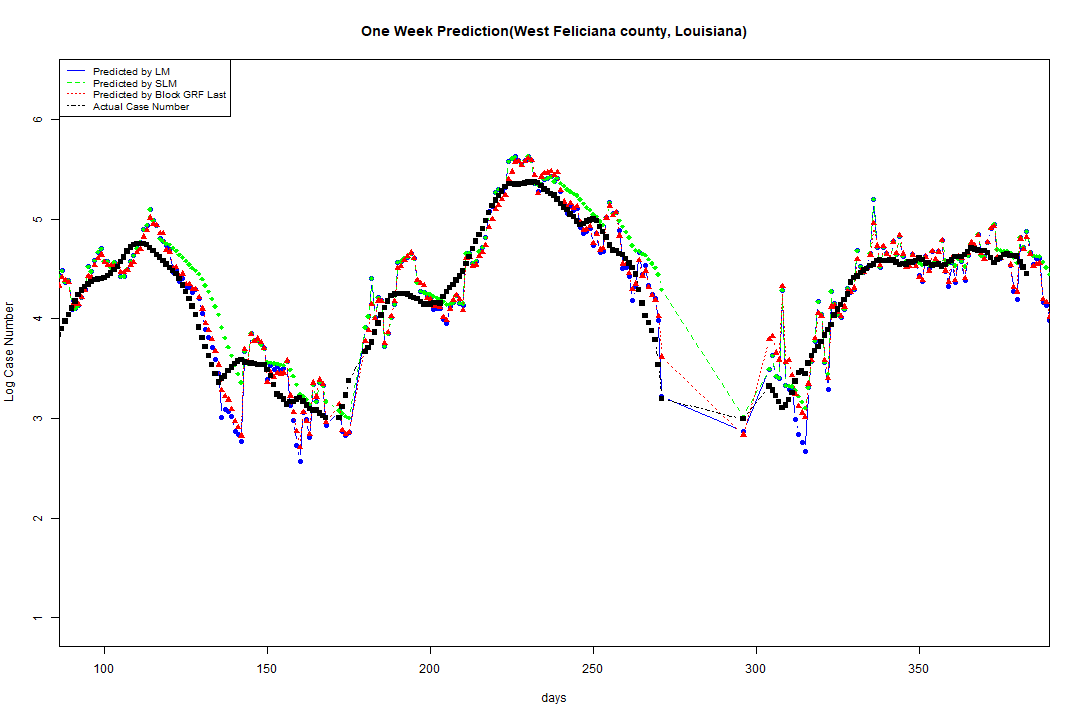 One Week Prediction(West Feliciana county, Louisiana)
Predicted by LM
Predicted by SLM
Predicted by Block GRF Last
Actual Case Number
Log Case Number
6
5
4
3
2
1
100 150 200 250 300 350
days